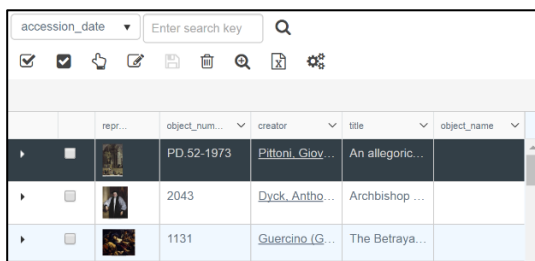 accession_date Enter search key
repr... object_num... creator title object_name
PD.52-1973 Pittoni, Giov... An allegoric...
2043 Dyck, Antho... Archbishop ...
1131 Guercino (G... The Betraya...